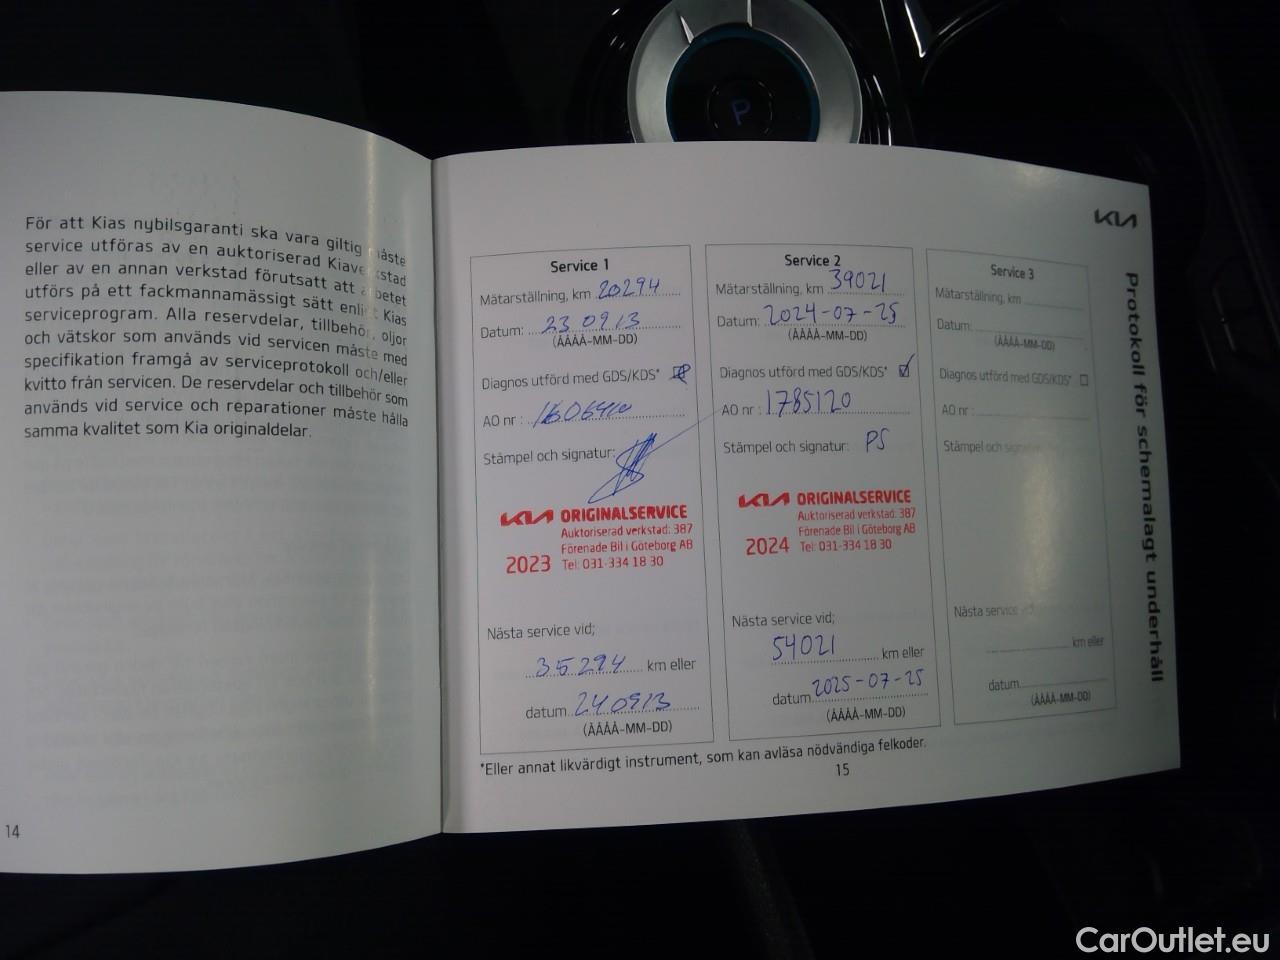 P
För att Kias nybilsgaranti ska vara giltig måste
service utföras av en auktoriserad Kiaverkstad
eller av en annan verkstad förutsatt att arbetet
utförs på ett fackmannamässigt sätt enligt Kias
serviceprogram. Alla reservdelar, tillbehör, oljor
och vätskor som används vid servicen måste med
specifikation framgå av serviceprotokoll och/eller
kvitto från servicen. De reservdelar och tillbehör som
används vid service och reparationer måste hålla
samma kvalitet som Kia originaldelar.
14
KIA
Protokoll för schemalagt underhåll
Service 1
Mätarställning, km 20294
Datum: 230913
(ÅÅÅÅ-MM-DD)
Diagnos utförd med GDS/KDS*
AO nr : 1606410
Stämpel och signatur:
KIA ORIGINALSERVICE
Auktoriserad verkstad: 387
Förenade Bil i Göteborg AB
2023 Tel: 031-334 18 30
Nästa service vid;
35294 km eller
datum 240913
(ÅÅÅÅ-MM-DD)
Service 2
Mätarställning, km 39021
Datum: 2024-07-25
(ÅÅÅÅ-MM-DD)
Diagnos utförd med GDS/KDS*
AO nr : 1785120
Stämpel och signatur: PS
KIA ORIGINALSERVICE
Auktoriserad verkstad: 387
Förenade Bil i Göteborg AB
2024 Tel: 031-334 18 30
Nästa service vid;
54021 km eller
datum 2025-07-25
(ÅÅÅÅ-MM-DD)
Service 3
Mätarställning, km
Datum:
(ÅÅÅÅ-MM-DD)
Diagnos utförd med GDS/KDS*
AO nr :
Stämpel och signatur:
Nästa service vid;
km eller
datum
(ÅÅÅÅ-MM-DD)
*Eller annat likvärdigt instrument, som kan avläsa nödvändiga felkoder.
15
CarOutlet.eu